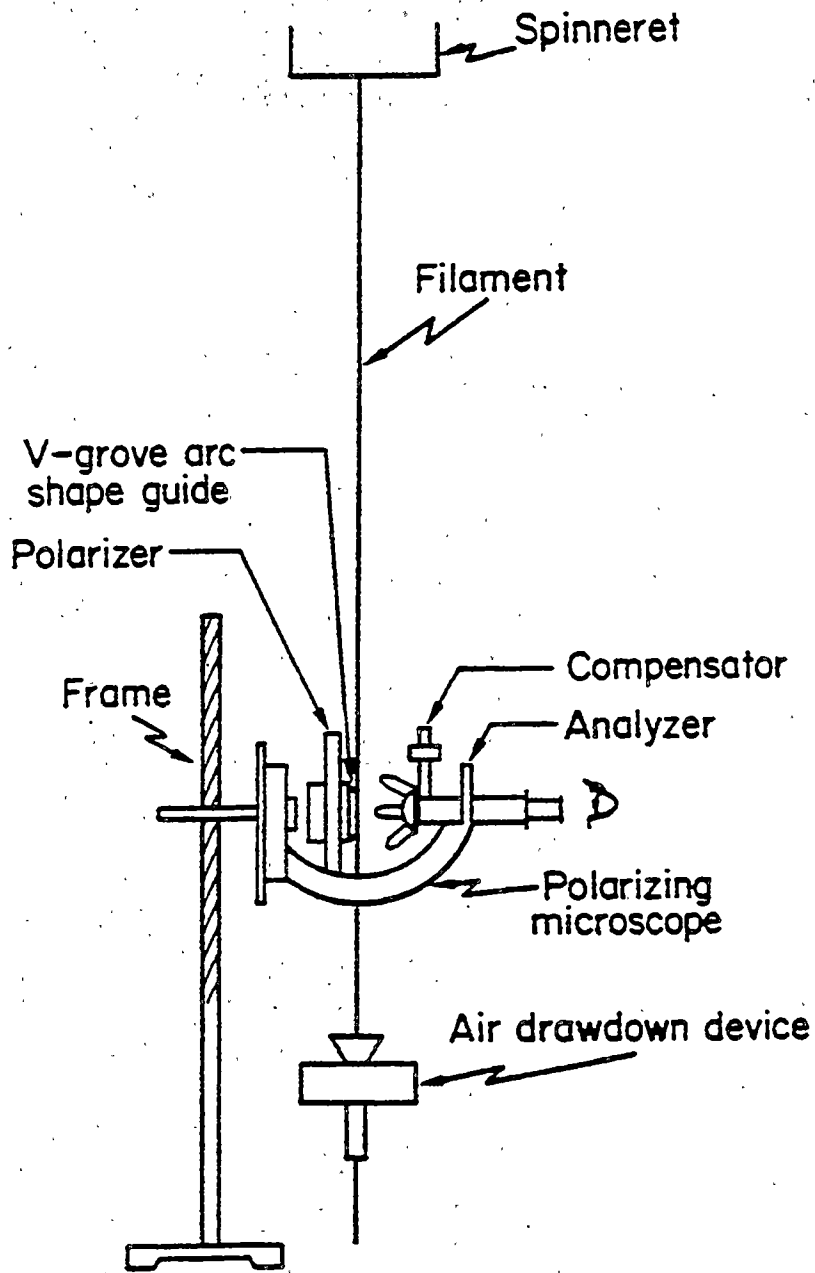 Spinneret
Filament
V-grove arc
shape guide
Polarizer
Compensator
Frame
Analyzer
Polarizing
microscope
Air drawdown device